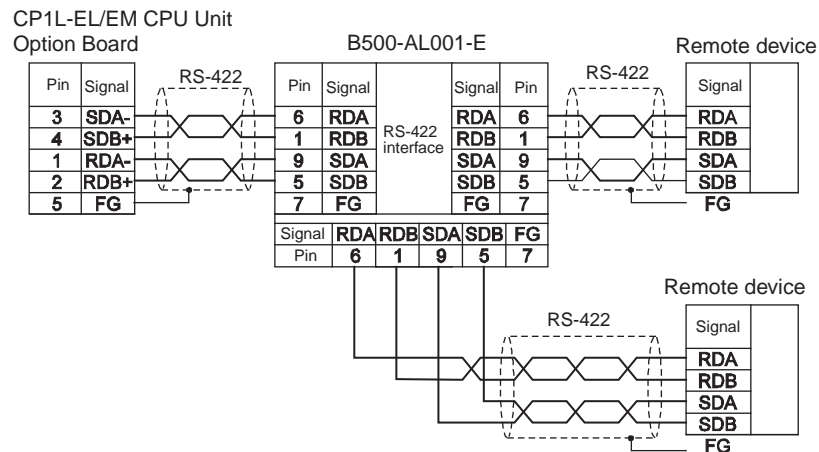 CP1L-EL/EM CPU Unit
Option Board
B500-AL001-E
Remote device
Pin Signal RS-422 Pin Signal Signal Pin RS-422 Signal
3 SDA- 6 RDA RDA 6 RDA
4 SDB+ 1 RDB RS-422 RDB 1 RDB
interface
1 RDA- 9 SDA SDA 9 SDA
2 RDB+ 5 SDB SDB 5 SDB
5 FG 7 FG FG 7 FG
Signal RDA RDB SDA SDB FG
Pin 6 1 9 5 7
Remote device
RS-422 Signal
RDA
RDB
SDA
SDB
FG